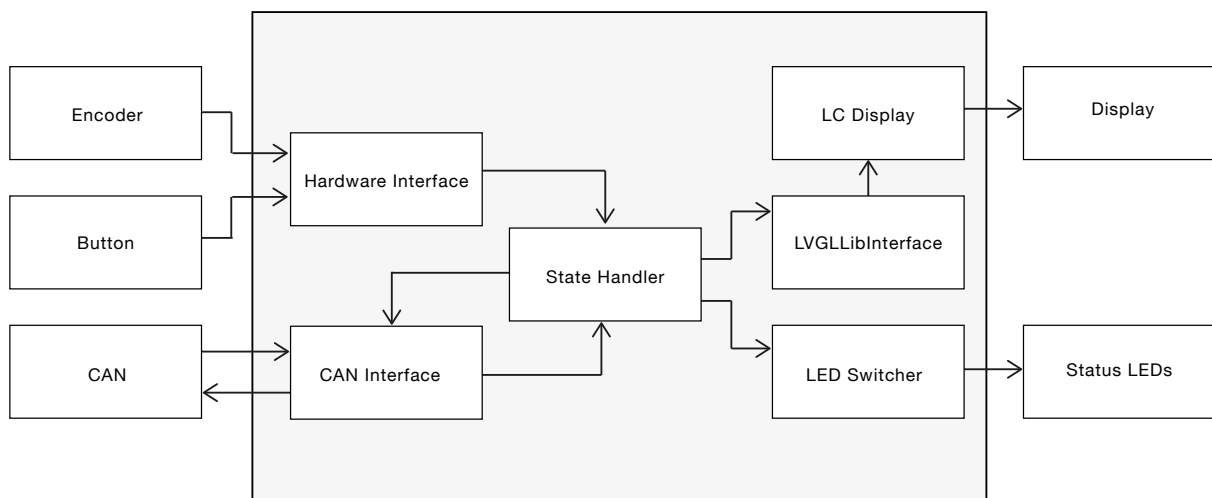 Encoder
LC Display
Display
Hardware Interface
Button
LVGLLibInterface
State Handler
CAN
CAN Interface
LED Switcher
Status LEDs